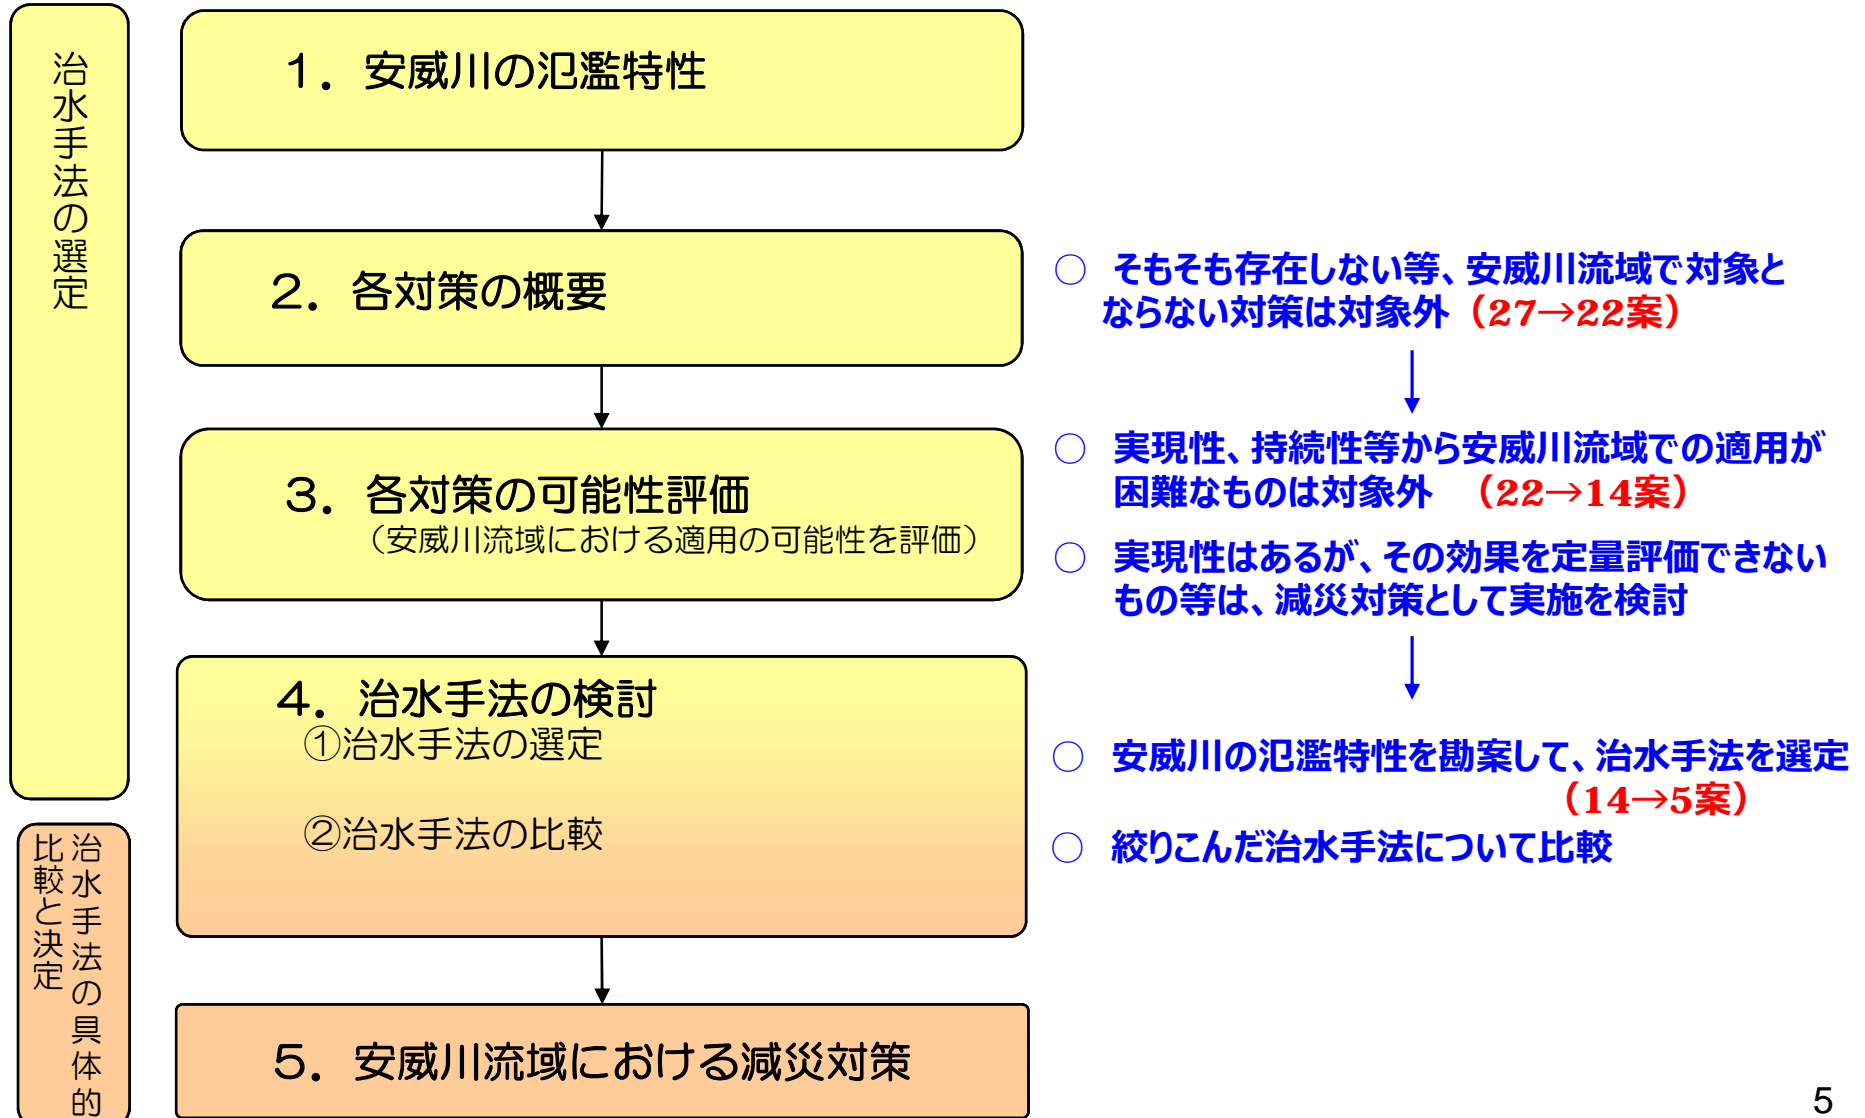 治水手法の選定
1．安威川の氾濫特性
2．各対策の概要
○ そもそも存在しない等、安威川流域で対象と
ならない対策は対象外（27→22案）
3．各対策の可能性評価
（安威川流域における適用の可能性を評価）
○ 実現性、持続性等から安威川流域での適用が
困難なものは対象外 （22→14案）
○ 実現性はあるが、その効果を定量評価できない
もの等は、減災対策として実施を検討
4．治水手法の検討
①治水手法の選定
②治水手法の比較
○ 安威川の氾濫特性を勘案して、治水手法を選定
（14→5案）
○ 絞りこんだ治水手法について比較
治水手法の具体的
比較と決定
5．安威川流域における減災対策
5